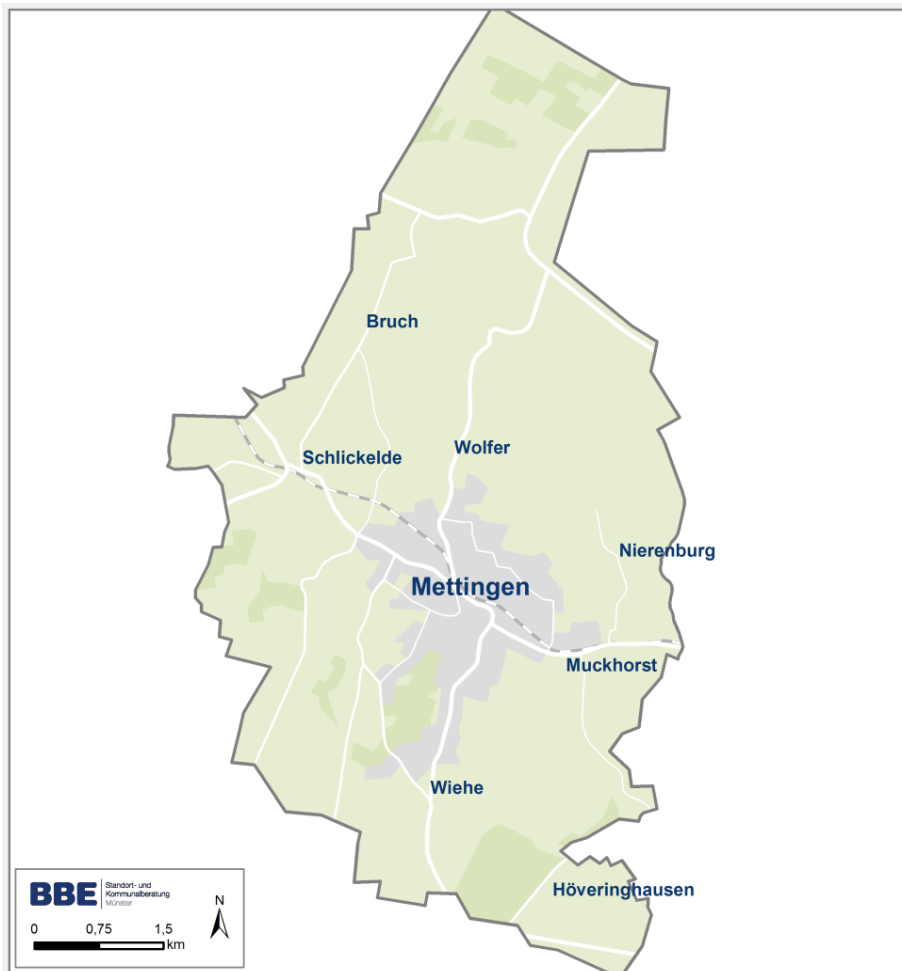 Bruch
Wolfer
Schlickelde
Nierenburg
Mettingen
Muckhorst
Wiehe
Höveringhausen
BBE
Standort- und
Kommunalberatung
Münster
N
0 0,75 1,5
km